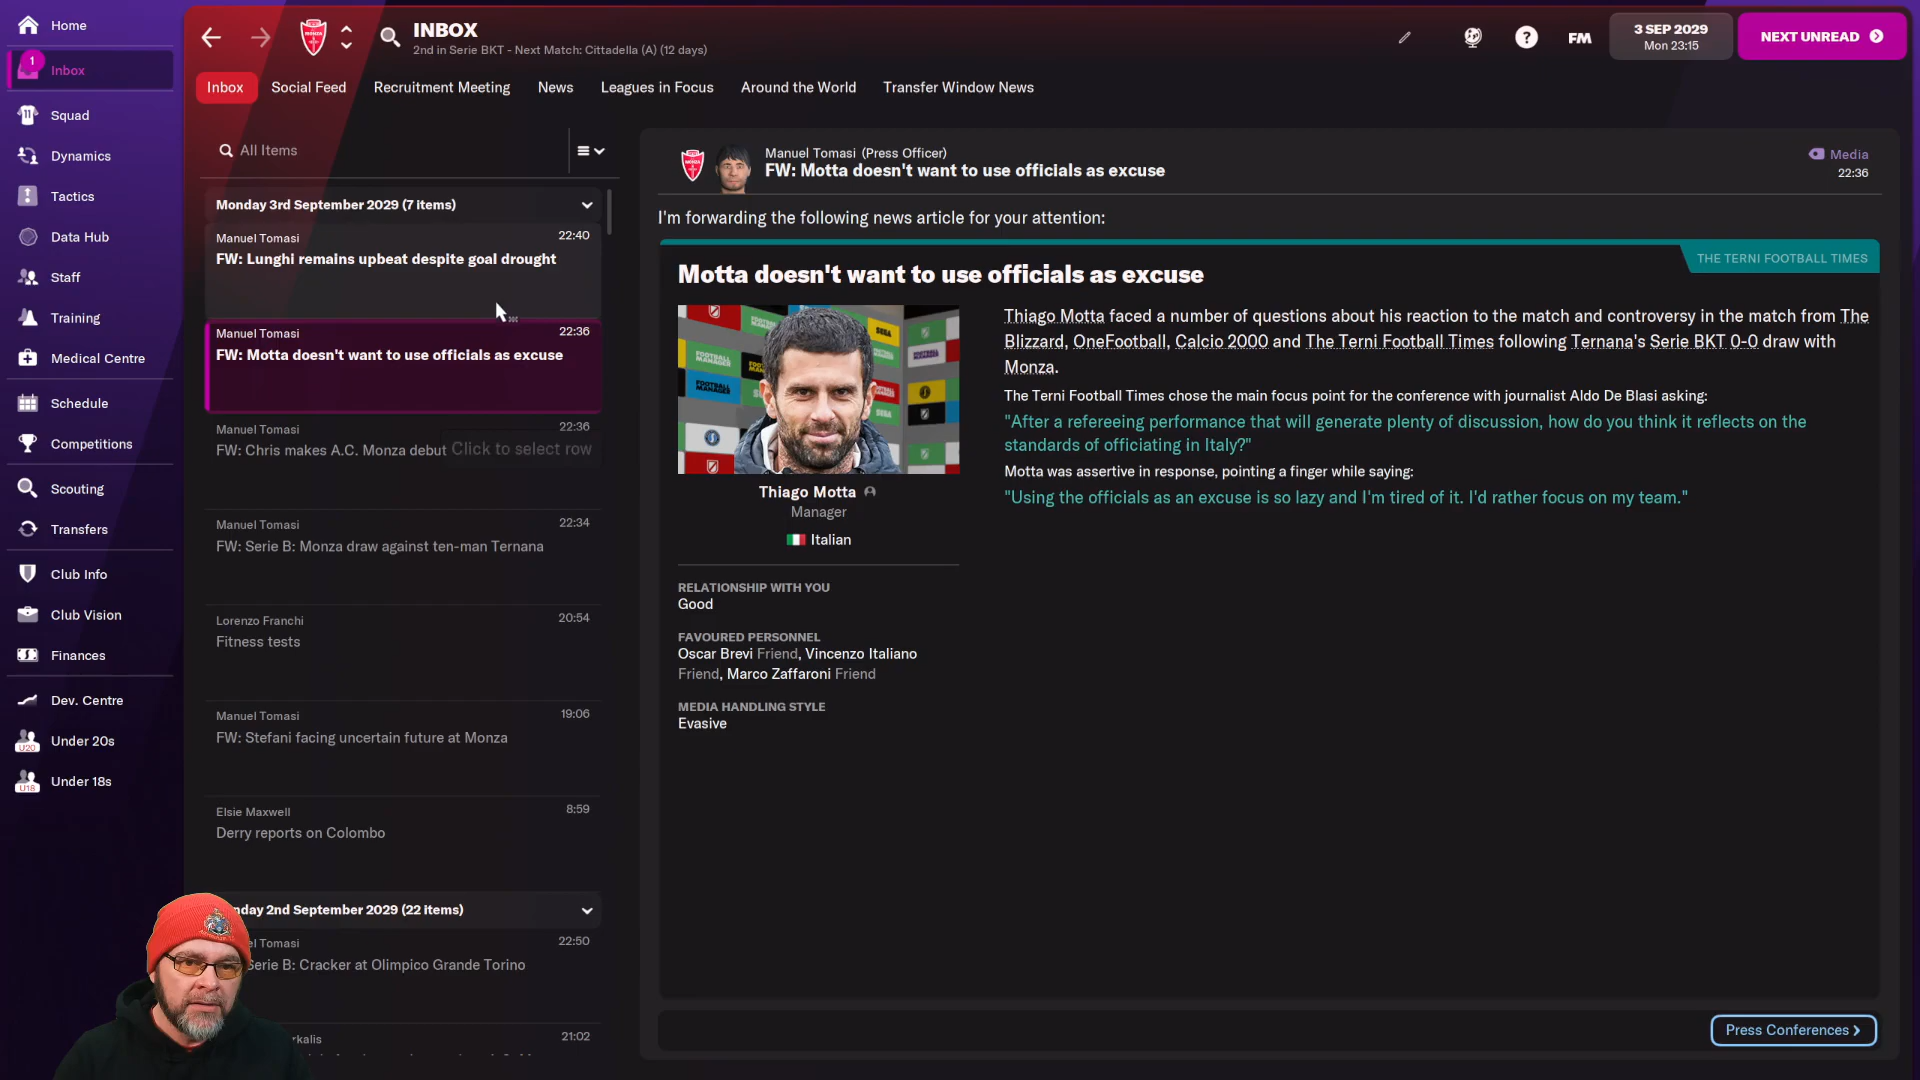 Home
1
Inbox
Squad
Dynamics
Tactics
Data Hub
Staff
Training
Medical Centre
Schedule
Competitions
Scouting
Transfers
Club Info
Club Vision
Finances
Dev. Centre
U20
Under 20s
U18
Under 18s
INBOX
2nd in Serie BKT - Next Match: Cittadella (A) (12 days)
?
FM
3 SEP 2029
Mon 23:15
NEXT UNREAD
Inbox
Social Feed
Recruitment Meeting
News
Leagues in Focus
Around the World
Transfer Window News
All Items
Monday 3rd September 2029 (7 items)
Manuel Tomasi
22:40
FW: Lunghi remains upbeat despite goal drought
Manuel Tomasi
22:36
FW: Motta doesn't want to use officials as excuse
Manuel Tomasi
22:36
FW: Chris makes A.C. Monza debut
Click to select row
Manuel Tomasi
22:34
FW: Serie B: Monza draw against ten-man Ternana
Lorenzo Franchi
20:54
Fitness tests
Manuel Tomasi
19:06
FW: Stefani facing uncertain future at Monza
Elsie Maxwell
8:59
Derry reports on Colombo
nday 2nd September 2029 (22 items)
el Tomasi
22:50
Serie B: Cracker at Olimpico Grande Torino
rkalis
21:02
Manuel Tomasi (Press Officer)
FW: Motta doesn't want to use officials as excuse
Media
22:36
I'm forwarding the following news article for your attention:
THE TERNI FOOTBALL TIMES
Motta doesn't want to use officials as excuse
Thiago Motta faced a number of questions about his reaction to the match and controversy in the match from The
Blizzard, OneFootball, Calcio 2000 and The Terni Football Times following Ternana's Serie BKT 0-0 draw with
Monza.
The Terni Football Times chose the main focus point for the conference with journalist Aldo De Blasi asking:
"After a refereeing performance that will generate plenty of discussion, how do you think it reflects on the
standards of officiating in Italy?"
Motta was assertive in response, pointing a finger while saying:
"Using the officials as an excuse is so lazy and I'm tired of it. I'd rather focus on my team."
Thiago Motta
Manager
Italian
RELATIONSHIP WITH YOU
Good
FAVOURED PERSONNEL
Oscar Brevi Friend, Vincenzo Italiano
Friend, Marco Zaffaroni Friend
MEDIA HANDLING STYLE
Evasive
Press Conferences >